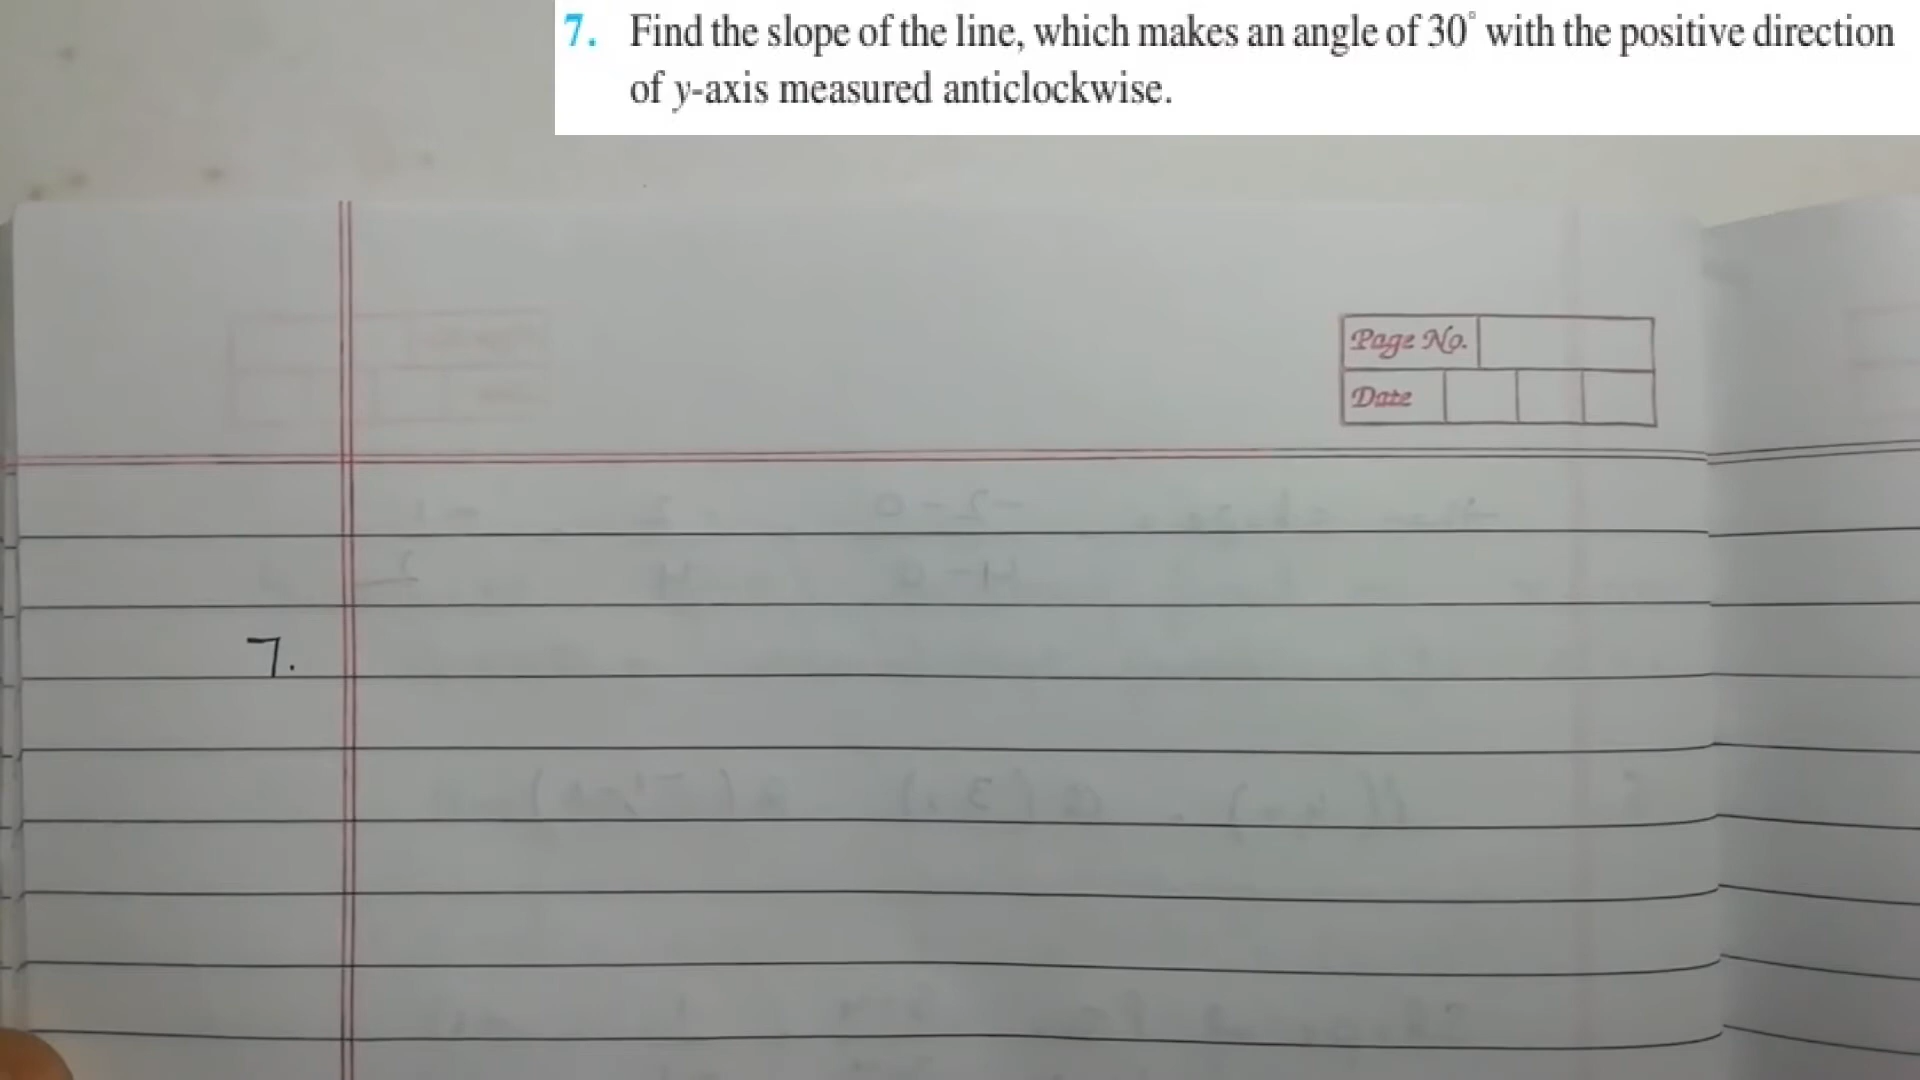 7. Find the slope of the line, which makes an angle of 30° with the positive direction
of y-axis measured anticlockwise.
Page No.
Date
7.